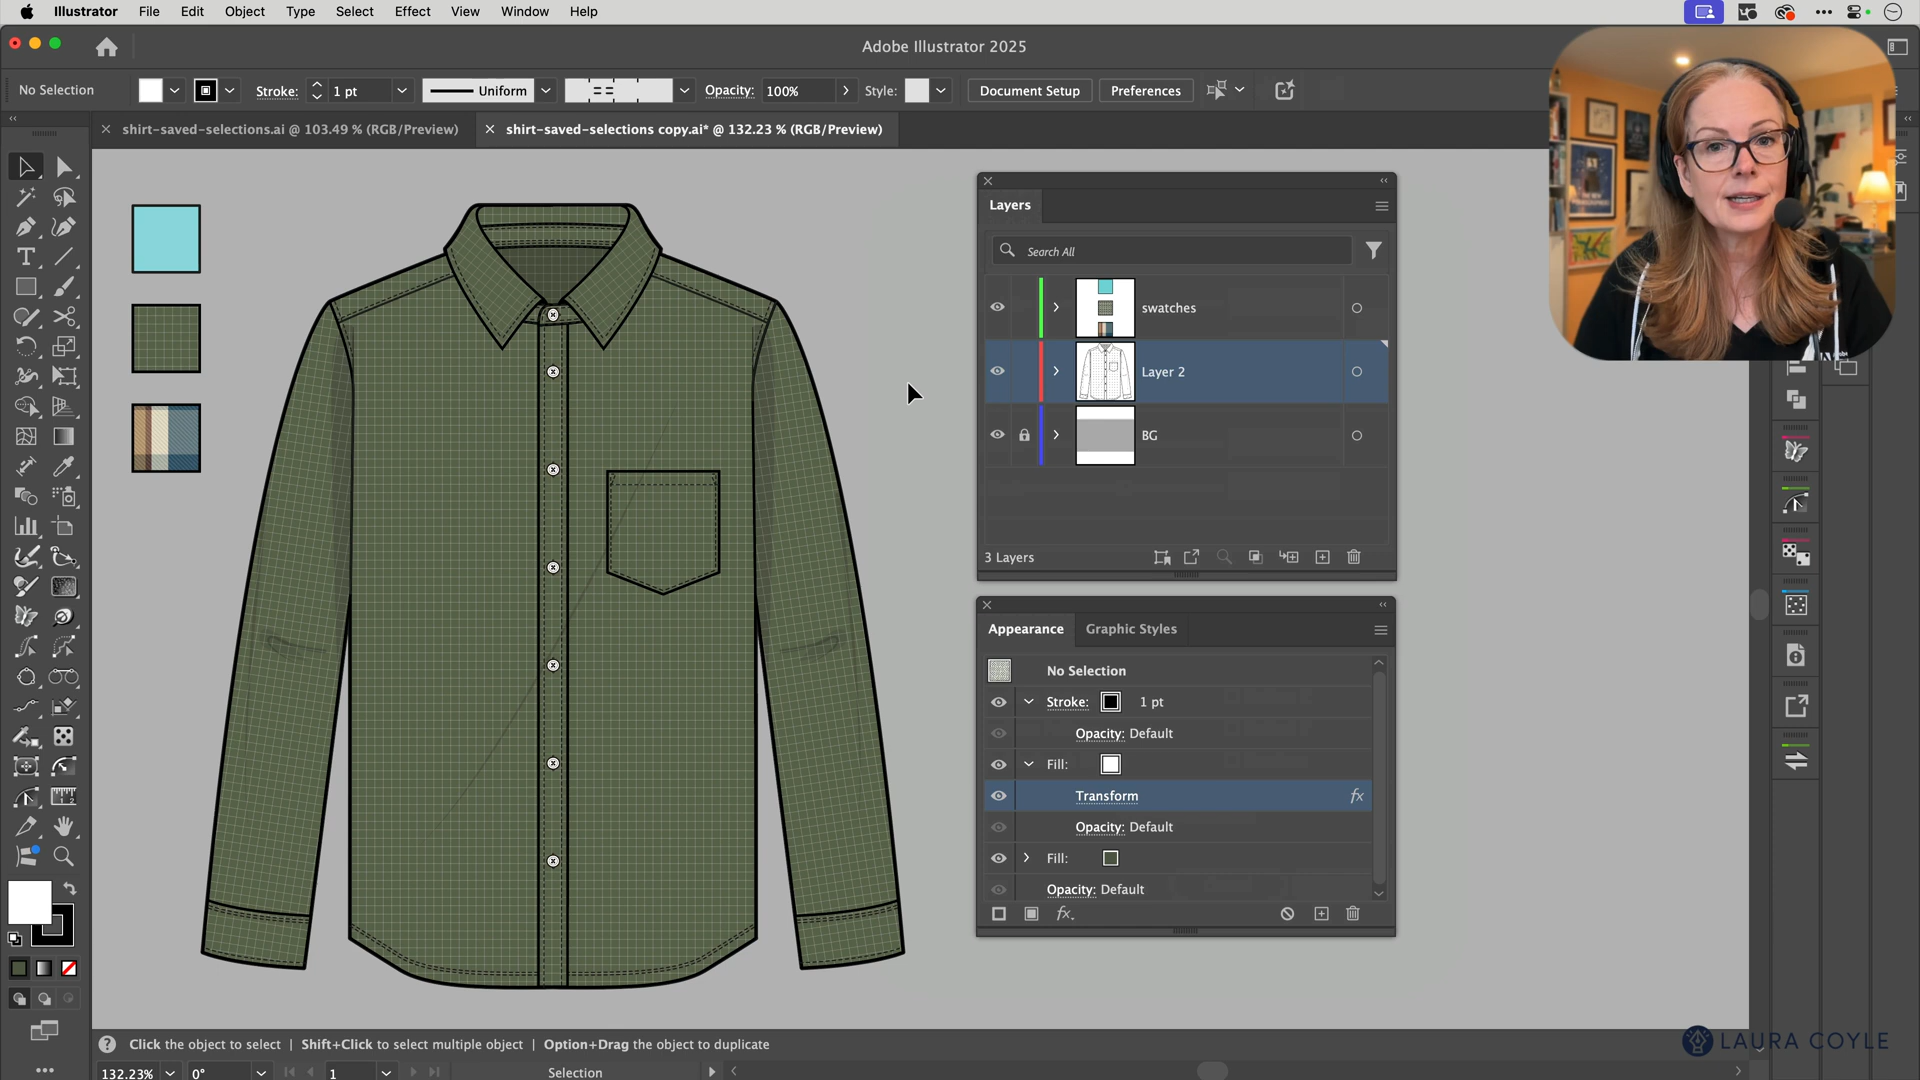 Illustrator File Edit Object Type Select Effect View Window Help
Adobe Illustrator 2025
No Selection Stroke: 1 pt Uniform Opacity: 100% Style: Document Setup Preferences
shirt-saved-selections.ai @ 103.49 % (RGB/Preview) shirt-saved-selections copy.ai* @ 132.23 % (RGB/Preview)
Layers
Search All
swatches
Layer 2
BG
3 Layers
Appearance Graphic Styles
No Selection
Stroke: 1 pt
Opacity: Default
Fill:
Transform fx
Opacity: Default
Fill:
Opacity: Default
fx.
Click the object to select | Shift+Click to select multiple object | Option+Drag the object to duplicate
LAURA COYLE
132.23% 0° 1 Selection